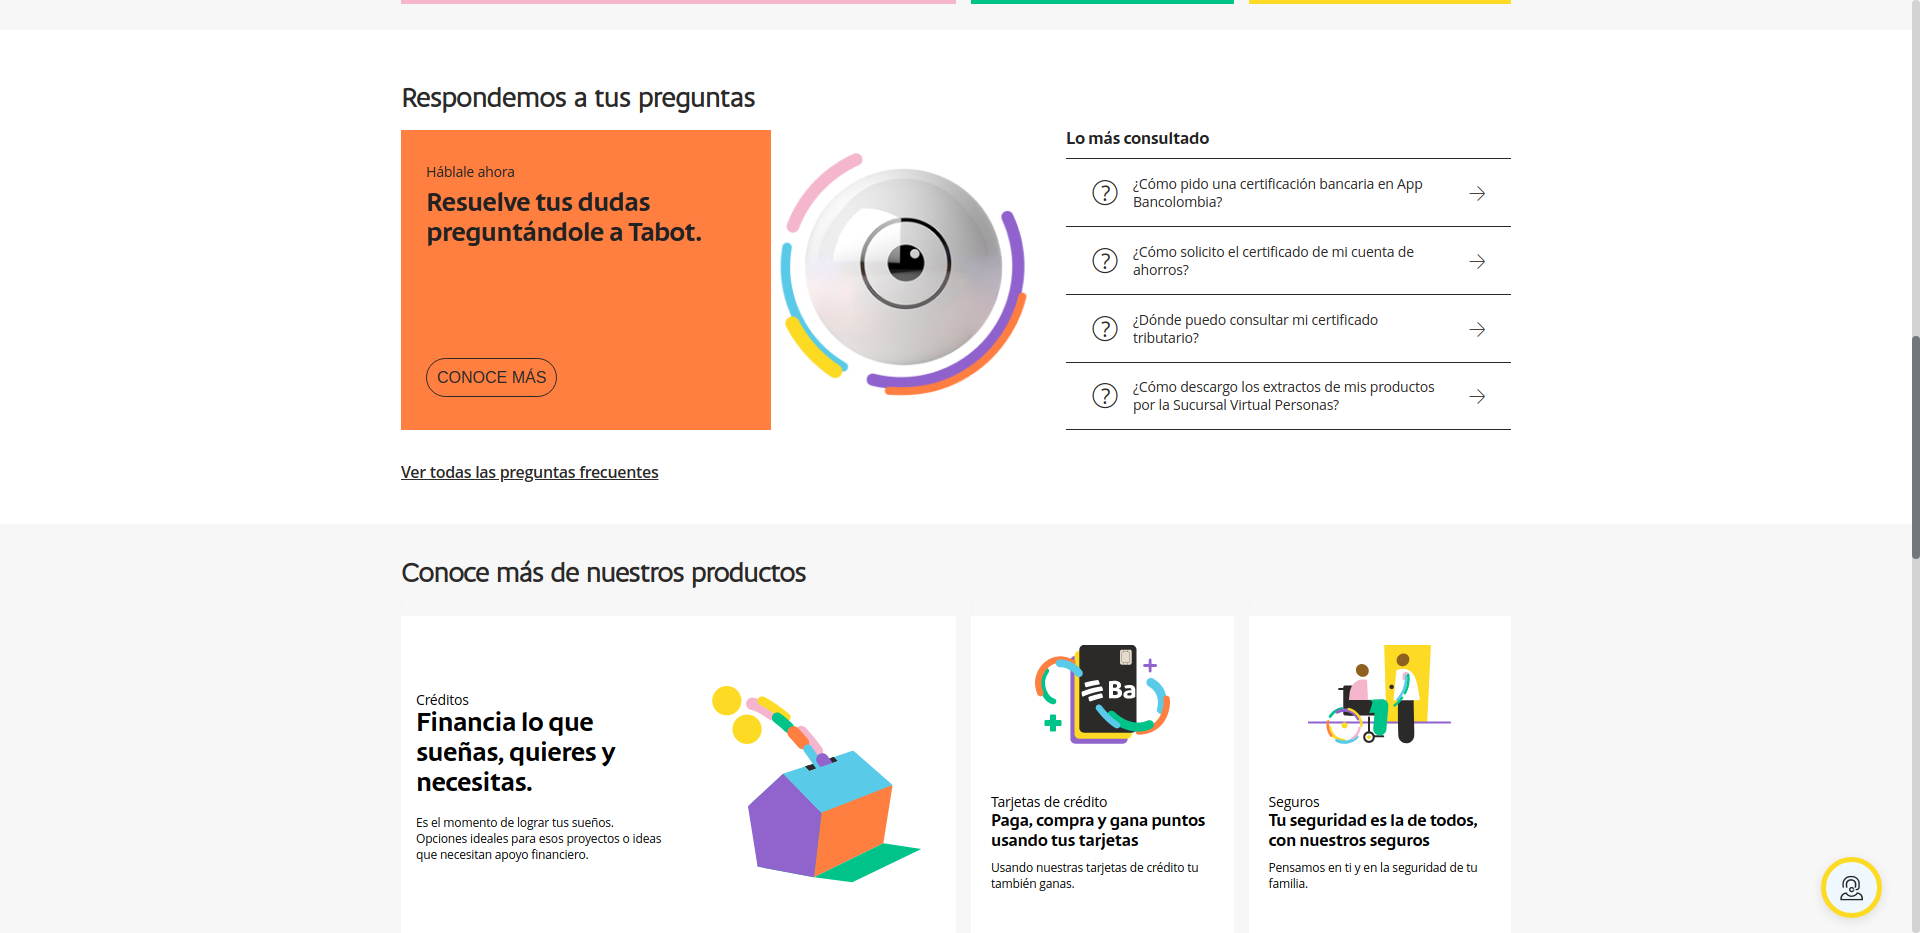 Respondemos a tus preguntas
Háblale ahora
Resuelve tus dudas
preguntándole a Tabot.
CONOCE MÁS
Lo más consultado
¿Cómo pido una certificación bancaria en App
Bancolombia?
¿Cómo solicito el certificado de mi cuenta de
ahorros?
¿Dónde puedo consultar mi certificado
tributario?
¿Cómo descargo los extractos de mis productos
por la Sucursal Virtual Personas?
Ver todas las preguntas frecuentes
Conoce más de nuestros productos
Créditos
Financia lo que
sueñas, quieres y
necesitas.
Es el momento de lograr tus sueños.
Opciones ideales para esos proyectos o ideas
que necesitan apoyo financiero.
Ba
Tarjetas de crédito
Paga, compra y gana puntos
usando tus tarjetas
Usando nuestras tarjetas de crédito tu
también ganas.
Seguros
Tu seguridad es la de todos,
con nuestros seguros
Pensamos en ti y en la seguridad de tu
familia.